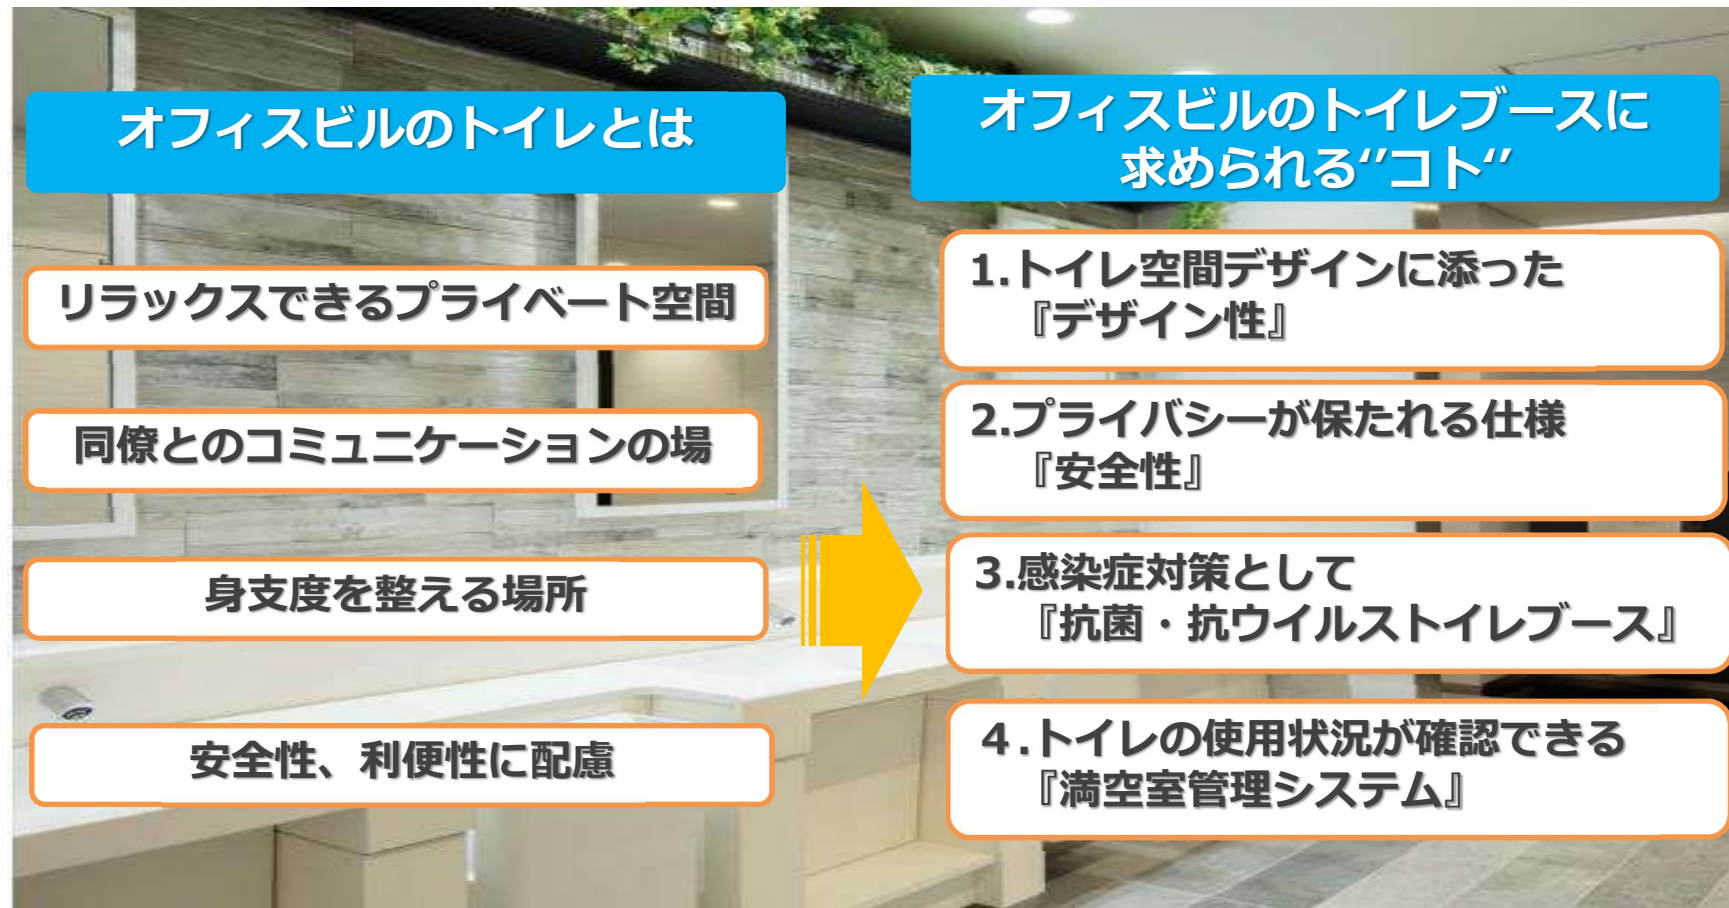 オフィスビルのトイレとは
リラックスできるプライベート空間
同僚とのコミュニケーションの場
身支度を整える場所
安全性、利便性に配慮
オフィスビルのトイレブースに
求められる‘’コト‘’
1.トイレ空間デザインに添った
『デザイン性』
2.プライバシーが保たれる仕様
『安全性』
3.感染症対策として
『抗菌・抗ウイルストイレブース』
４.トイレの使用状況が確認できる
『満空室管理システム』